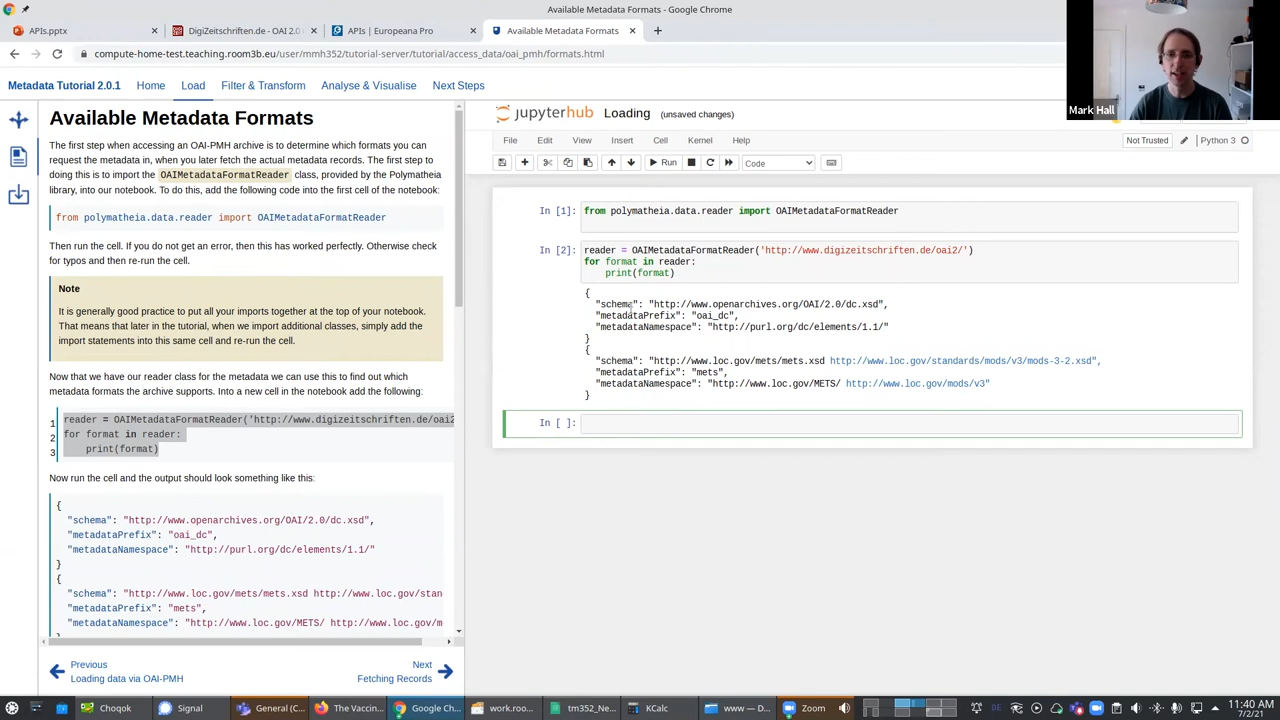 Available Metadata Formats - Google Chrome
APIs.pptx
DigiZeitschriften.de - OAI 2.0
APIs | Europeana Pro
Available Metadata Formats
compute-home-test.teaching.room3b.eu/user/mmh352/tutorial-server/tutorial/access_data/oai_pmh/formats.html
Mark Hall
Metadata Tutorial 2.0.1 Home Load Filter & Transform Analyse & Visualise Next Steps
Available Metadata Formats
The first step when accessing an OAI-PMH archive is to determine which formats you can
request the metadata in, when you later fetch the actual metadata records. The first step to
doing this is to import the OAIMetadataFormatReader class, provided by the Polymatheia
library, into our notebook. To do this, add the following code into the first cell of the notebook:
from polymatheia.data.reader import OAIMetadataFormatReader
Then run the cell. If you do not get an error, then this has worked perfectly. Otherwise check
for typos and then re-run the cell.
Note
It is generally good practice to put all your imports together at the top of your notebook.
That means that later in the tutorial, when we import additional classes, simply add the
import statements into this same cell and re-run the cell.
Now that we have our reader class for the metadata we can use this to find out which
metadata formats the archive supports. Into a new cell in the notebook add the following:
1 reader = OAIMetadataFormatReader('http://www.digizeitschriften.de/oai2
2 for format in reader:
3 print(format)
Now run the cell and the output should look something like this:
{
"schema": "http://www.openarchives.org/OAI/2.0/dc.xsd",
"metadataPrefix": "oai_dc",
"metadataNamespace": "http://purl.org/dc/elements/1.1/"
}
{
"schema": "http://www.loc.gov/mets/mets.xsd http://www.loc.gov/stan
"metadataPrefix": "mets",
"metadataNamespace": "http://www.loc.gov/METS/ http://www.loc.gov/m
Previous
Loading data via OAI-PMH
Next
Fetching Records
jupyterhub Loading (unsaved changes)
File Edit View Insert Cell Kernel Help
Not Trusted Python 3
Run Code
In [1]: from polymatheia.data.reader import OAIMetadataFormatReader
In [2]: reader = OAIMetadataFormatReader('http://www.digizeitschriften.de/oai2/')
for format in reader:
print(format)
{
"schema": "http://www.openarchives.org/OAI/2.0/dc.xsd",
"metadataPrefix": "oai_dc",
"metadataNamespace": "http://purl.org/dc/elements/1.1/"
}
{
"schema": "http://www.loc.gov/mets/mets.xsd http://www.loc.gov/standards/mods/v3/mods-3-2.xsd",
"metadataPrefix": "mets",
"metadataNamespace": "http://www.loc.gov/METS/ http://www.loc.gov/mods/v3"
}
In [ ]:
Choqok Signal General (C... The Vaccin... Google Ch... work.roo... tm352_Ne... KCalc www — D... Zoom DE
11:40 AM
7/2/21